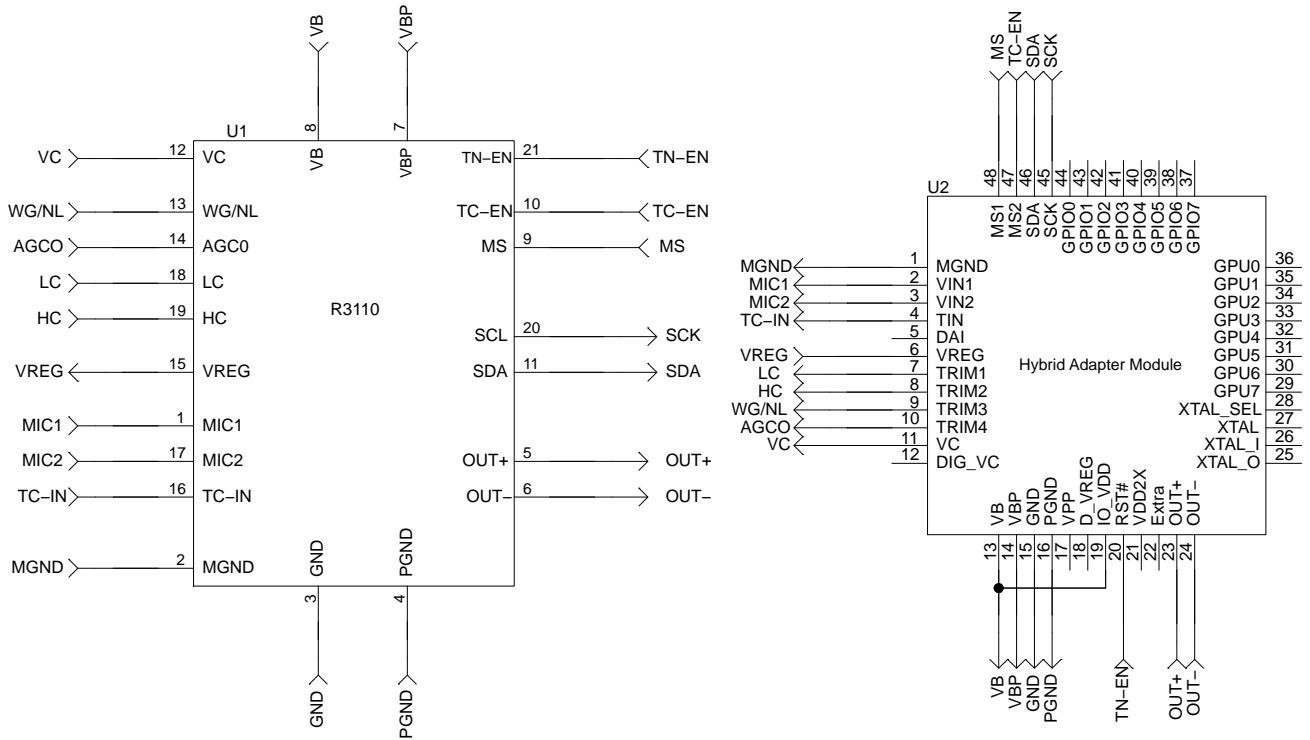 VB
VBP
8
7
U1
VB
VBP
VC
12
VC
WG/NL
13
WG/NL
AGCO
14
AGC0
LC
18
LC
HC
19
HC
VREG
15
VREG
MIC1
1
MIC1
MIC2
17
MIC2
TC−IN
16
TC−IN
MGND
2
MGND
R3110
TN−EN
21
TN−EN
TC−EN
10
TC−EN
MS
9
MS
SCL
20
SCK
SDA
11
SDA
OUT+
5
OUT+
OUT−
6
OUT−
GND
PGND
3
4
GND
PGND
MS
TC−EN
SDA
SCK
48
47
46
45
44
43
42
41
40
39
38
37
U2
MS1
MS2
SDA
SCK
GPIO0
GPIO1
GPIO2
GPIO3
GPIO4
GPIO5
GPIO6
GPIO7
MGND
1
MGND
MIC1
2
VIN1
MIC2
3
VIN2
TC−IN
4
TIN
5
DAI
VREG
6
VREG
LC
7
TRIM1
HC
8
TRIM2
WG/NL
9
TRIM3
AGCO
10
TRIM4
VC
11
VC
12
DIG_VC
Hybrid Adapter Module
GPU0
36
GPU1
35
GPU2
34
GPU3
33
GPU4
32
GPU5
31
GPU6
30
GPU7
29
XTAL_SEL
28
XTAL
27
XTAL_I
26
XTAL_O
25
VB
VBP
GND
PGND
VPP
D_VREG
IO_VDD
RST#
VDD2X
Extra
OUT+
OUT−
13
14
15
16
17
18
19
20
21
22
23
24
VB
VBP
GND
PGND
TN−EN
OUT+
OUT−